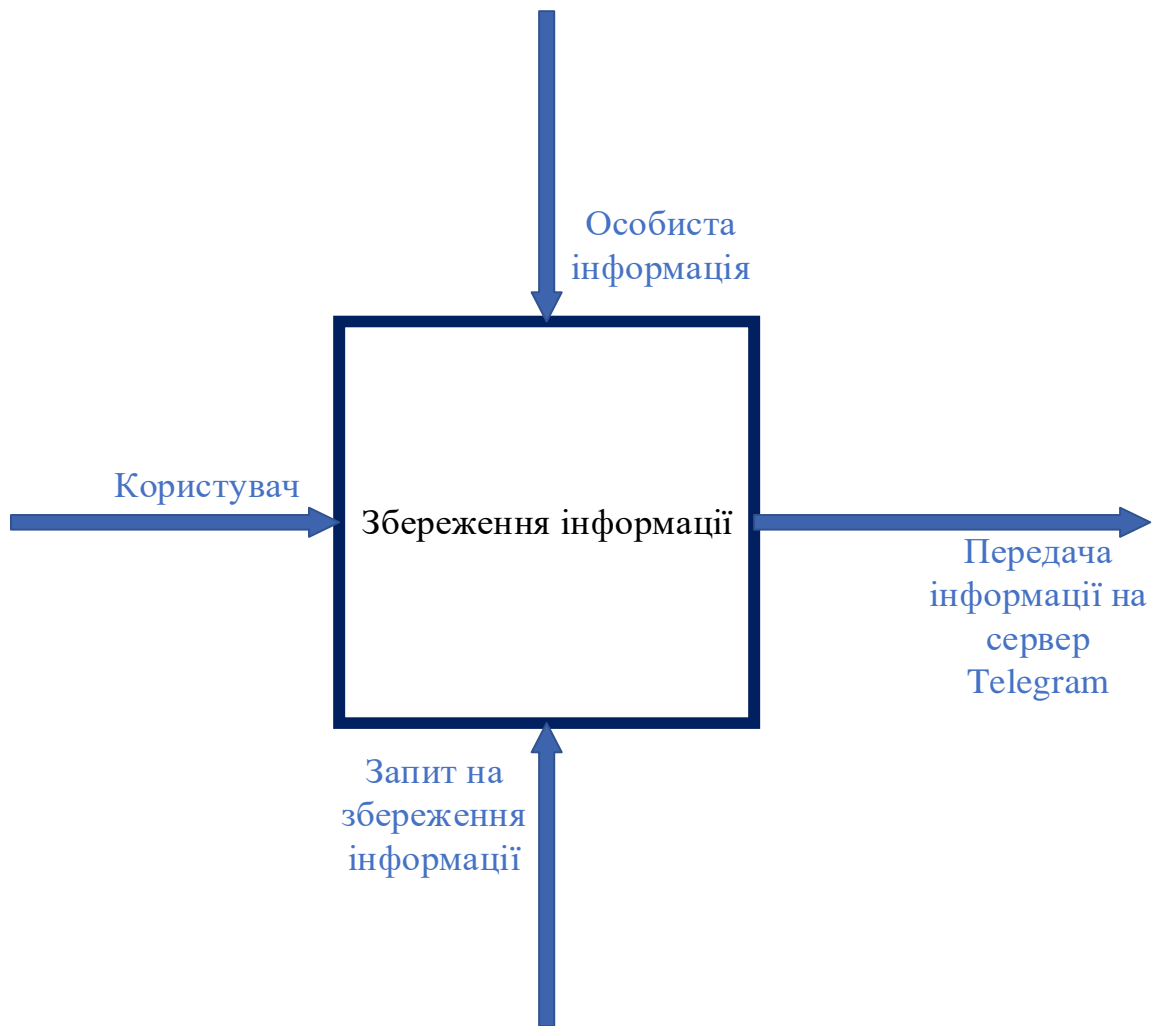 Особиста
інформація
Користувач
Збереження інформації
Передача
інформації на
сервер
Telegram
Запит на
збереження
інформації